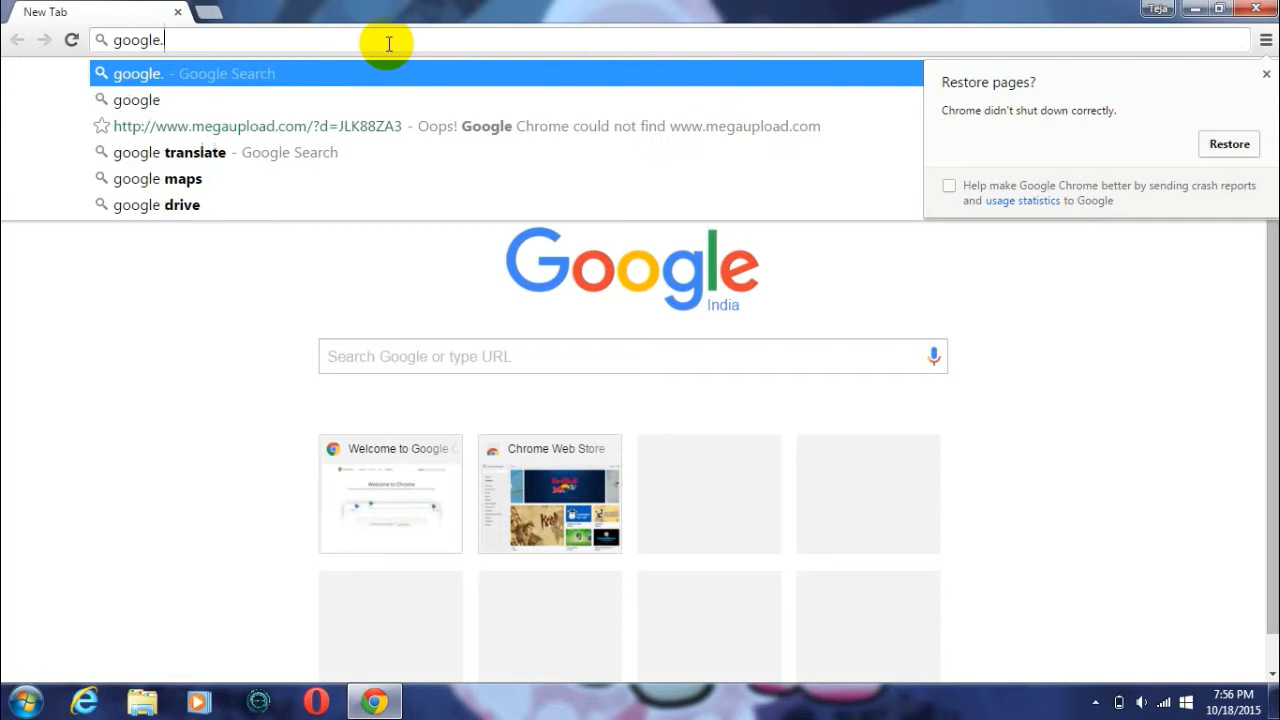 New Tab
Teja
google.
google. - Google Search
google
http://www.megaupload.com/?d=JLK88ZA3 - Oops! Google Chrome could not find www.megaupload.com
google translate - Google Search
google maps
google drive
Restore pages?
Chrome didn't shut down correctly.
Restore
Help make Google Chrome better by sending crash reports
and usage statistics to Google
Google
India
Search Google or type URL
Welcome to Google C
Chrome Web Store
Welcome to Chrome
7:56 PM
10/18/2015